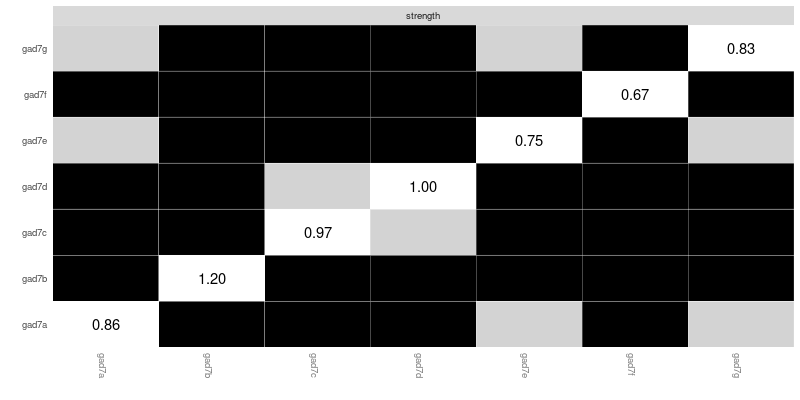 strength
gad7g 0.83
gad7f 0.67
gad7e 0.75
gad7d 1.00
gad7c 0.97
gad7b 1.20
gad7a 0.86
gad7a gad7b gad7c gad7d gad7e gad7f gad7g